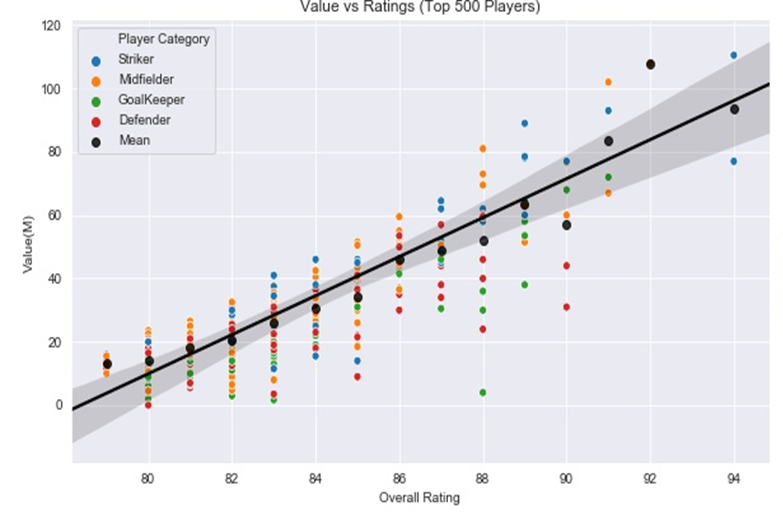 Value vs Ratings (Top 500 Players)
Player Category
Striker
Midfielder
GoalKeeper
Defender
Mean
Value(M)
120
100
80
60
40
20
0
80 82 84 86 88 90 92 94
Overall Rating